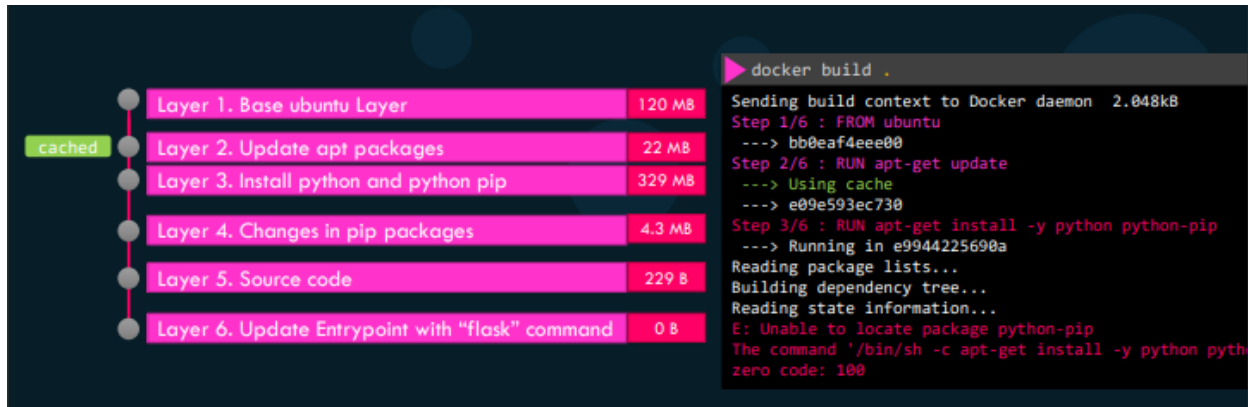 Layer 1. Base ubuntu Layer 120 MB
cached Layer 2. Update apt packages 22 MB
Layer 3. Install python and python pip 329 MB
Layer 4. Changes in pip packages 4.3 MB
Layer 5. Source code 229 B
Layer 6. Update Entrypoint with “flask” command 0 B
docker build .
Sending build context to Docker daemon 2.048kB
Step 1/6 : FROM ubuntu
---> bb0eaf4eee00
Step 2/6 : RUN apt-get update
---> Using cache
---> e09e593ec730
Step 3/6 : RUN apt-get install -y python python-pip
---> Running in e9944225690a
Reading package lists...
Building dependency tree...
Reading state information...
E: Unable to locate package python-pip
The command '/bin/sh -c apt-get install -y python pyth
zero code: 100